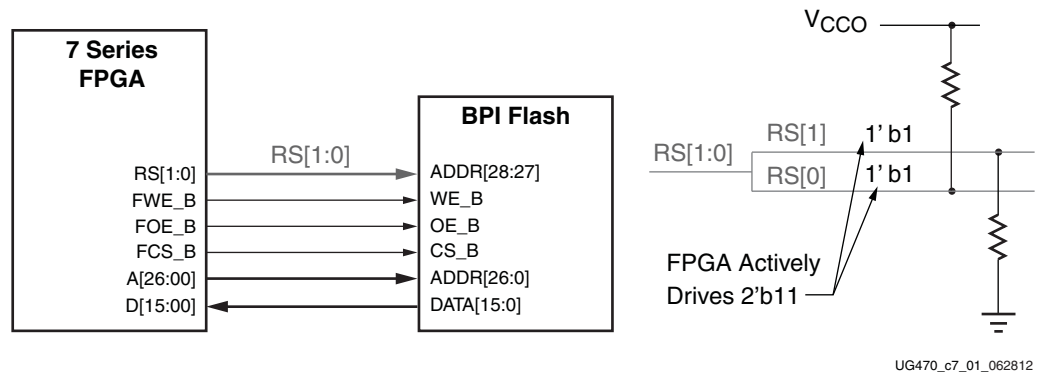 7 Series
FPGA
RS[1:0]
FWE_B
FOE_B
FCS_B
A[26:00]
D[15:00]
RS[1:0]
BPI Flash
ADDR[28:27]
WE_B
OE_B
CS_B
ADDR[26:0]
DATA[15:0]
VCCO
RS[1:0]
RS[1] 1’b1
RS[0] 1’b1
FPGA Actively
Drives 2’b11
UG470_c7_01_062812